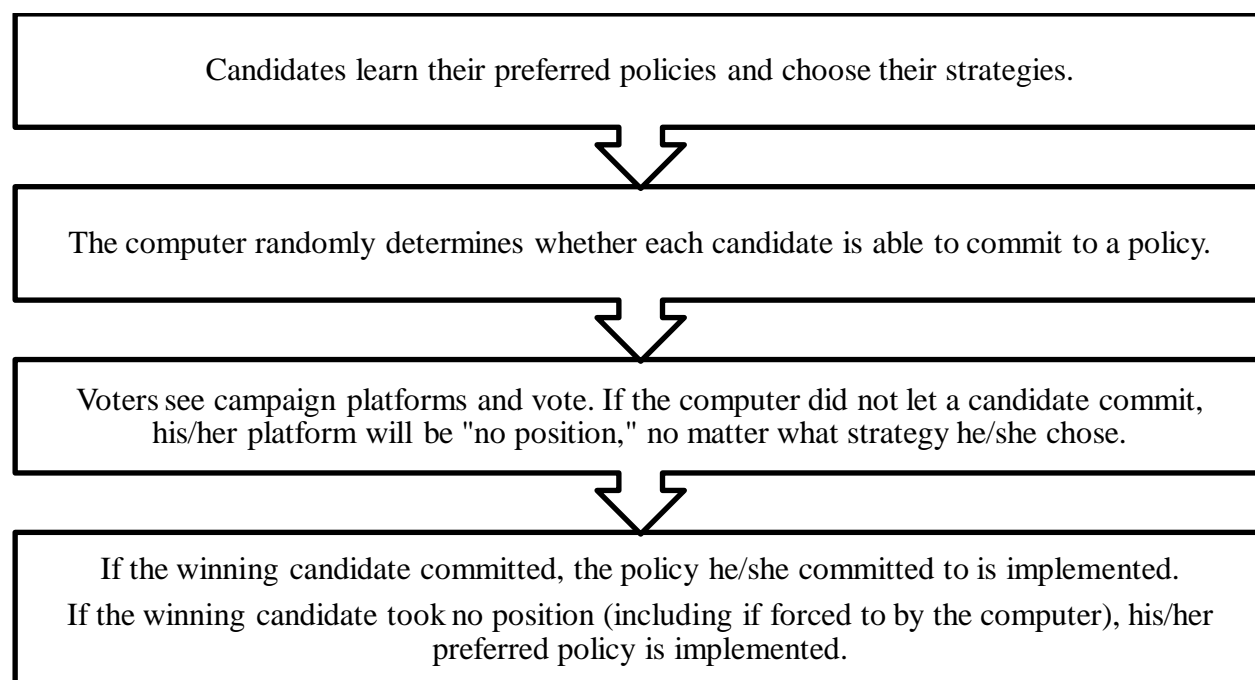 Candidates learn their preferred policies and choose their strategies.
The computer randomly determines whether each candidate is able to commit to a policy.
Voters see campaign platforms and vote. If the computer did not let a candidate commit,
his/her platform will be "no position," no matter what strategy he/she chose.
If the winning candidate committed, the policy he/she committed to is implemented.
If the winning candidate took no position (including if forced to by the computer), his/her
preferred policy is implemented.